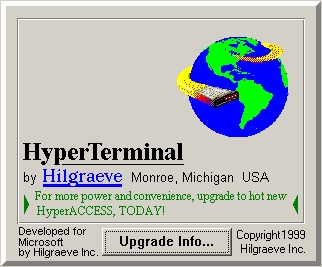 HyperTerminal
by Hilgraeve Monroe, Michigan USA
For more power and convenience, upgrade to hot new
HyperACCESS, TODAY!
Developed for
Microsoft
by Hilgraeve Inc.
Upgrade Info...
Copyright1999
Hilgraeve Inc.